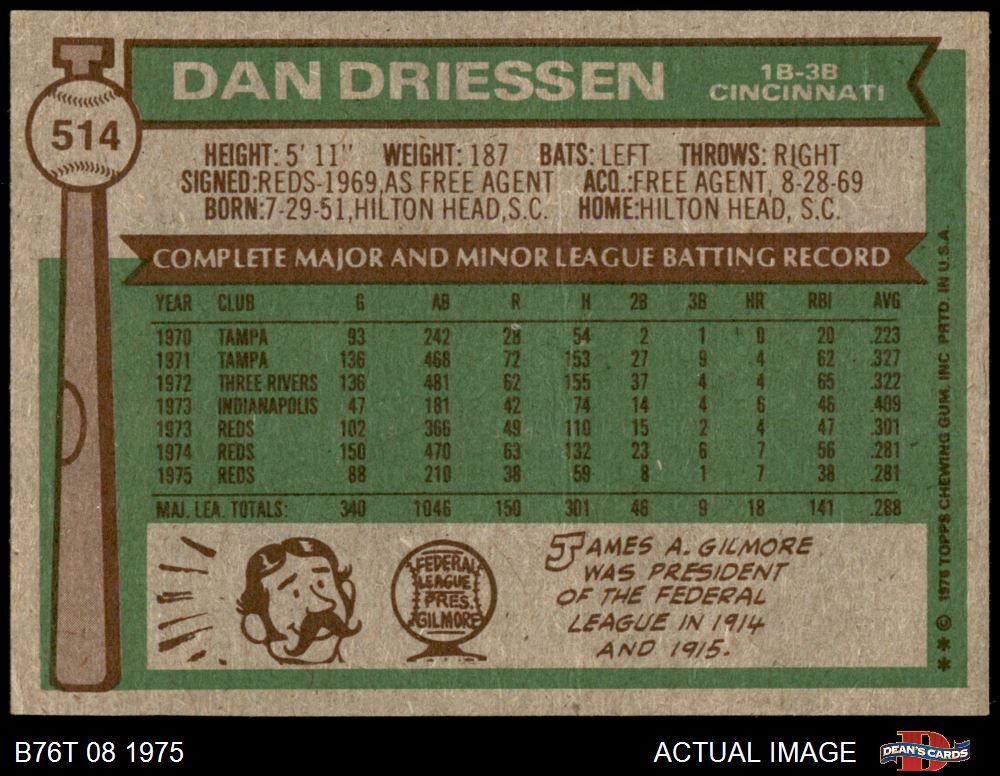 DAN DRIESSEN
1B-3B
CINCINNATI
514
HEIGHT: 5' 11" WEIGHT: 187 BATS: LEFT THROWS: RIGHT
SIGNED:REDS-1969,AS FREE AGENT ACQ.:FREE AGENT, 8-28-69
BORN:7-29-51,HILTON HEAD,S.C. HOME:HILTON HEAD, S.C.
COMPLETE MAJOR AND MINOR LEAGUE BATTING RECORD
YEAR CLUB G AB R H 2B 3B HR RBI AVG
1970 TAMPA 93 242 28 54 2 1 0 20 .223
1971 TAMPA 136 468 72 153 27 9 4 62 .327
1972 THREE RIVERS 136 481 62 155 37 4 4 65 .322
1973 INDIANAPOLIS 47 181 42 74 14 4 6 46 .409
1973 REDS 102 366 49 110 15 2 4 47 .301
1974 REDS 150 470 63 132 23 6 7 56 .281
1975 REDS 88 210 38 59 8 1 7 38 .281
MAJ. LEA. TOTALS: 340 1046 150 301 46 9 18 141 .288
FEDERAL
LEAGUE
PRES.
GILMORE
JAMES A. GILMORE
WAS PRESIDENT
OF THE FEDERAL
LEAGUE IN 1914
AND 1915.
** © 1976 TOPPS CHEWING GUM, INC. PRTD. IN U.S.A.
B76T 08 1975
ACTUAL IMAGE
D
DEAN'S CARDS